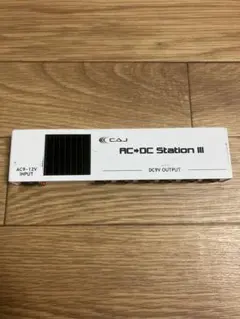 CAJ
AC➔DC Station III
AC9-12V
INPUT
DC9V OUTPUT